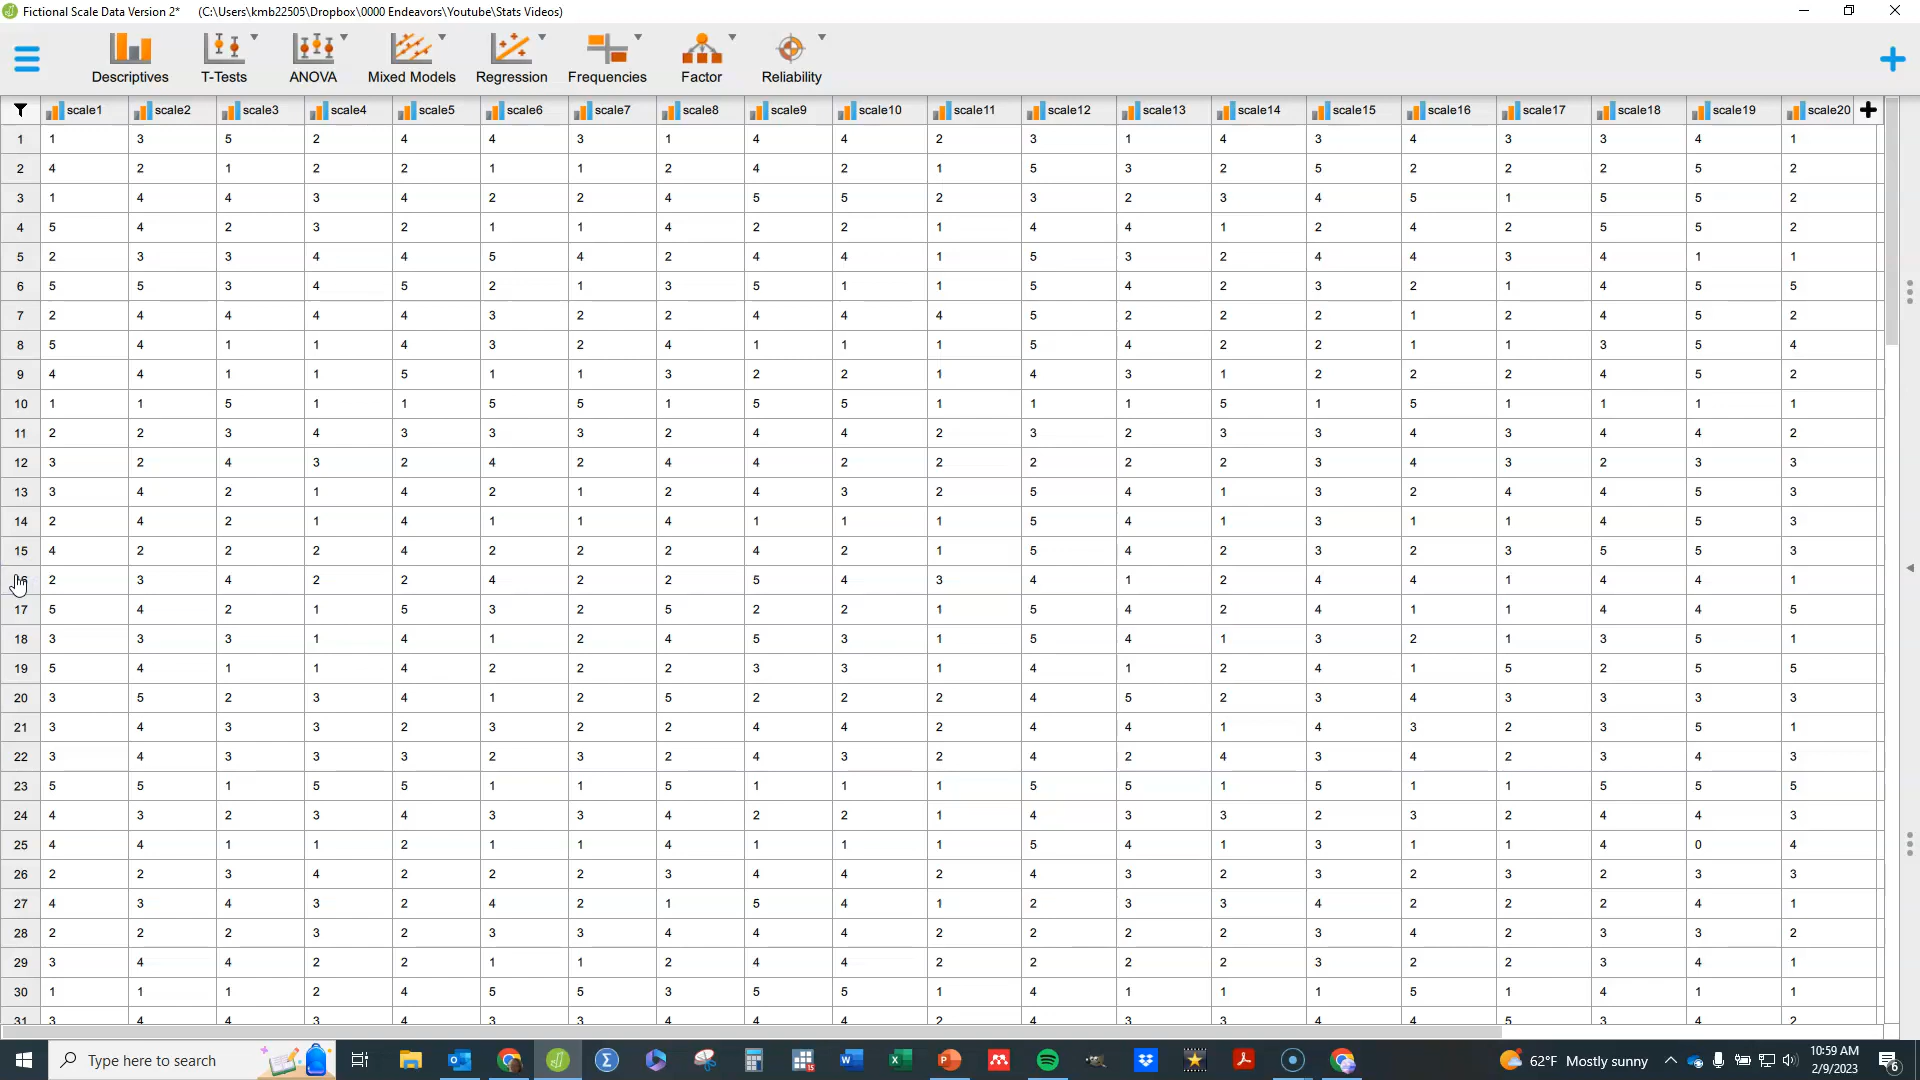 Fictional Scale Data Version 2* (C:\Users\kmb22505\Dropbox\0000 Endeavors\Youtube\Stats Videos)
Descriptives T-Tests ANOVA Mixed Models Regression Frequencies Factor Reliability
scale1 scale2 scale3 scale4 scale5 scale6 scale7 scale8 scale9 scale10 scale11 scale12 scale13 scale14 scale15 scale16 scale17 scale18 scale19 scale20
1 1 3 5 2 4 4 3 1 4 4 2 3 1 4 3 4 3 3 4 1
2 4 2 1 2 2 1 1 2 4 2 1 5 3 2 5 2 2 2 5 2
3 1 4 4 3 4 2 2 4 5 5 2 3 2 3 4 5 1 5 5 2
4 5 4 2 3 2 1 1 4 2 2 1 4 4 1 2 4 2 5 5 2
5 2 3 3 4 4 5 4 2 4 4 1 5 3 2 4 4 3 4 1 1
6 5 5 3 4 5 2 1 3 5 1 1 5 4 2 3 2 1 4 5 5
7 2 4 4 4 4 3 2 2 4 4 4 5 2 2 2 1 2 4 5 2
8 5 4 1 1 4 3 2 4 1 1 1 5 4 2 2 1 1 3 5 4
9 4 4 1 1 5 1 1 3 2 2 1 4 3 1 2 2 2 4 5 2
10 1 1 5 1 1 5 5 1 5 5 1 1 1 5 1 5 1 1 1 1
11 2 2 3 4 3 3 3 2 4 4 2 3 2 3 3 4 3 4 4 2
12 3 2 4 3 2 4 2 4 4 2 2 2 2 2 3 4 3 2 3 3
13 3 4 2 1 4 2 1 2 4 3 2 5 4 1 3 2 4 4 5 3
14 2 4 2 1 4 1 1 4 1 1 1 5 4 1 3 1 1 4 5 3
15 4 2 2 2 4 2 2 2 4 2 1 5 4 2 3 2 3 5 5 3
2 3 4 2 2 4 2 2 5 4 3 4 1 2 4 4 1 4 4 1
17 5 4 2 1 5 3 2 5 2 2 1 5 4 2 4 1 1 4 4 5
18 3 3 3 1 4 1 2 4 5 3 1 5 4 1 3 2 1 3 5 1
19 5 4 1 1 4 2 2 2 3 3 1 4 1 2 4 1 5 2 5 5
20 3 5 2 3 4 1 2 5 2 2 2 4 5 2 3 4 3 3 3 3
21 3 4 3 3 2 3 2 2 4 4 2 4 4 1 4 3 2 3 5 1
22 3 4 3 3 3 2 3 2 4 3 2 4 2 4 3 4 2 3 4 3
23 5 5 1 5 5 1 1 5 1 1 1 5 5 1 5 1 1 5 5 5
24 4 3 2 3 4 3 3 4 2 2 1 4 3 3 2 3 2 4 4 3
25 4 4 1 1 2 1 1 4 1 1 1 5 4 1 3 1 1 4 0 4
26 2 2 3 4 2 2 2 3 4 4 2 4 3 2 3 2 3 2 3 3
27 4 3 4 3 2 4 2 1 5 4 1 2 3 3 4 2 2 2 4 1
28 2 2 2 3 2 3 3 4 4 4 2 2 2 2 3 4 2 3 3 2
29 3 4 4 2 2 1 1 2 4 4 2 2 2 2 3 2 2 3 4 1
30 1 1 1 2 4 5 5 3 5 5 1 4 1 1 1 5 1 4 1 1
31 3 4 4 3 4 3 3 4 4 4 2 4 3 3 4 4 5 3 4 2
Type here to search
62°F Mostly sunny
10:59 AM
2/9/2023
6